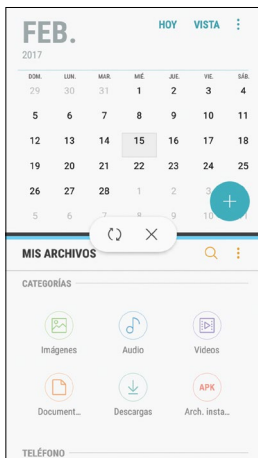 FEB.
HOY VISTA
2017
DOM. LUN. MAR. MIÉ. JUE. VIE. SÁB.
29 30 31 1 2 3 4
5 6 7 8 9 10 11
12 13 14 15 16 17 18
19 20 21 22 23 24 25
26 27 28 1 2 3
5 6 7 8 9 10
MIS ARCHIVOS
CATEGORÍAS
Imágenes Audio Videos
APK
Document... Descargas Arch. insta...
TELÉFONO